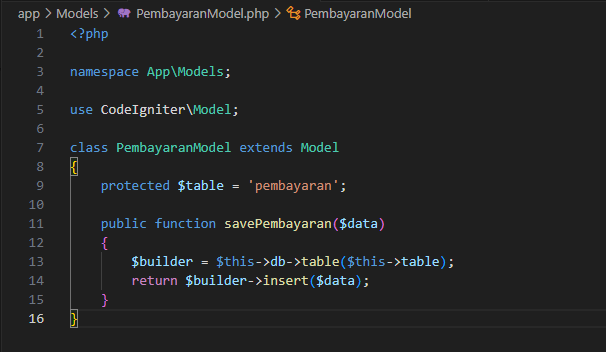 app > Models > PembayaranModel.php > PembayaranModel
1 <?php
2
3 namespace App\Models;
4
5 use CodeIgniter\Model;
6
7 class PembayaranModel extends Model
8 {
9     protected $table = 'pembayaran';
10
11     public function savePembayaran($data)
12     {
13         $builder = $this->db->table($this->table);
14         return $builder->insert($data);
15     }
16 }